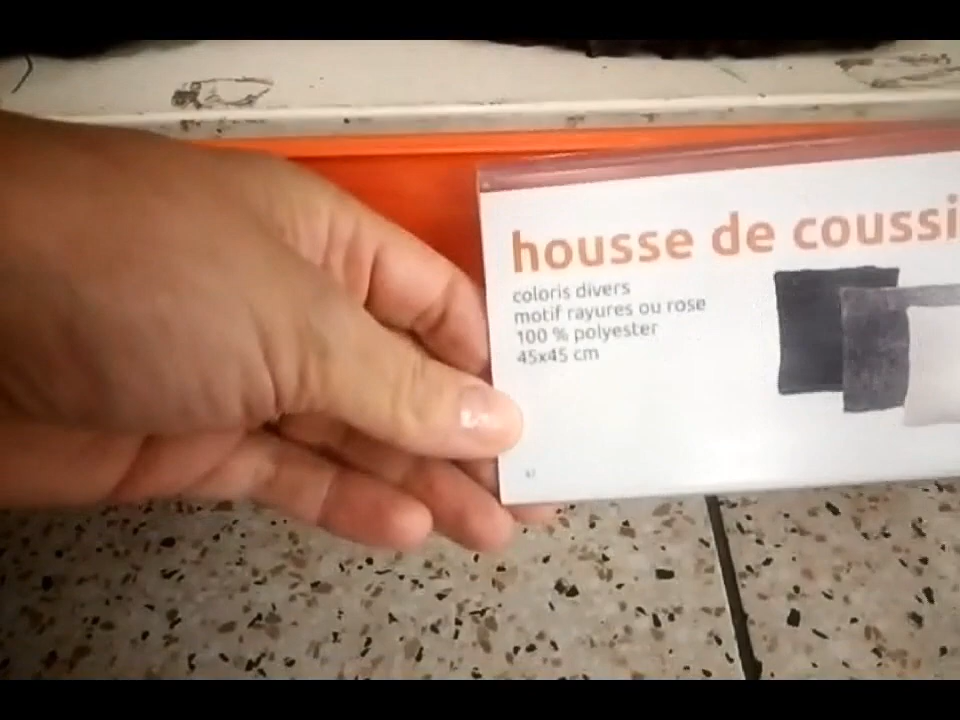 housse de coussi
coloris divers
motif rayures ou rose
100 % polyester
45x45 cm